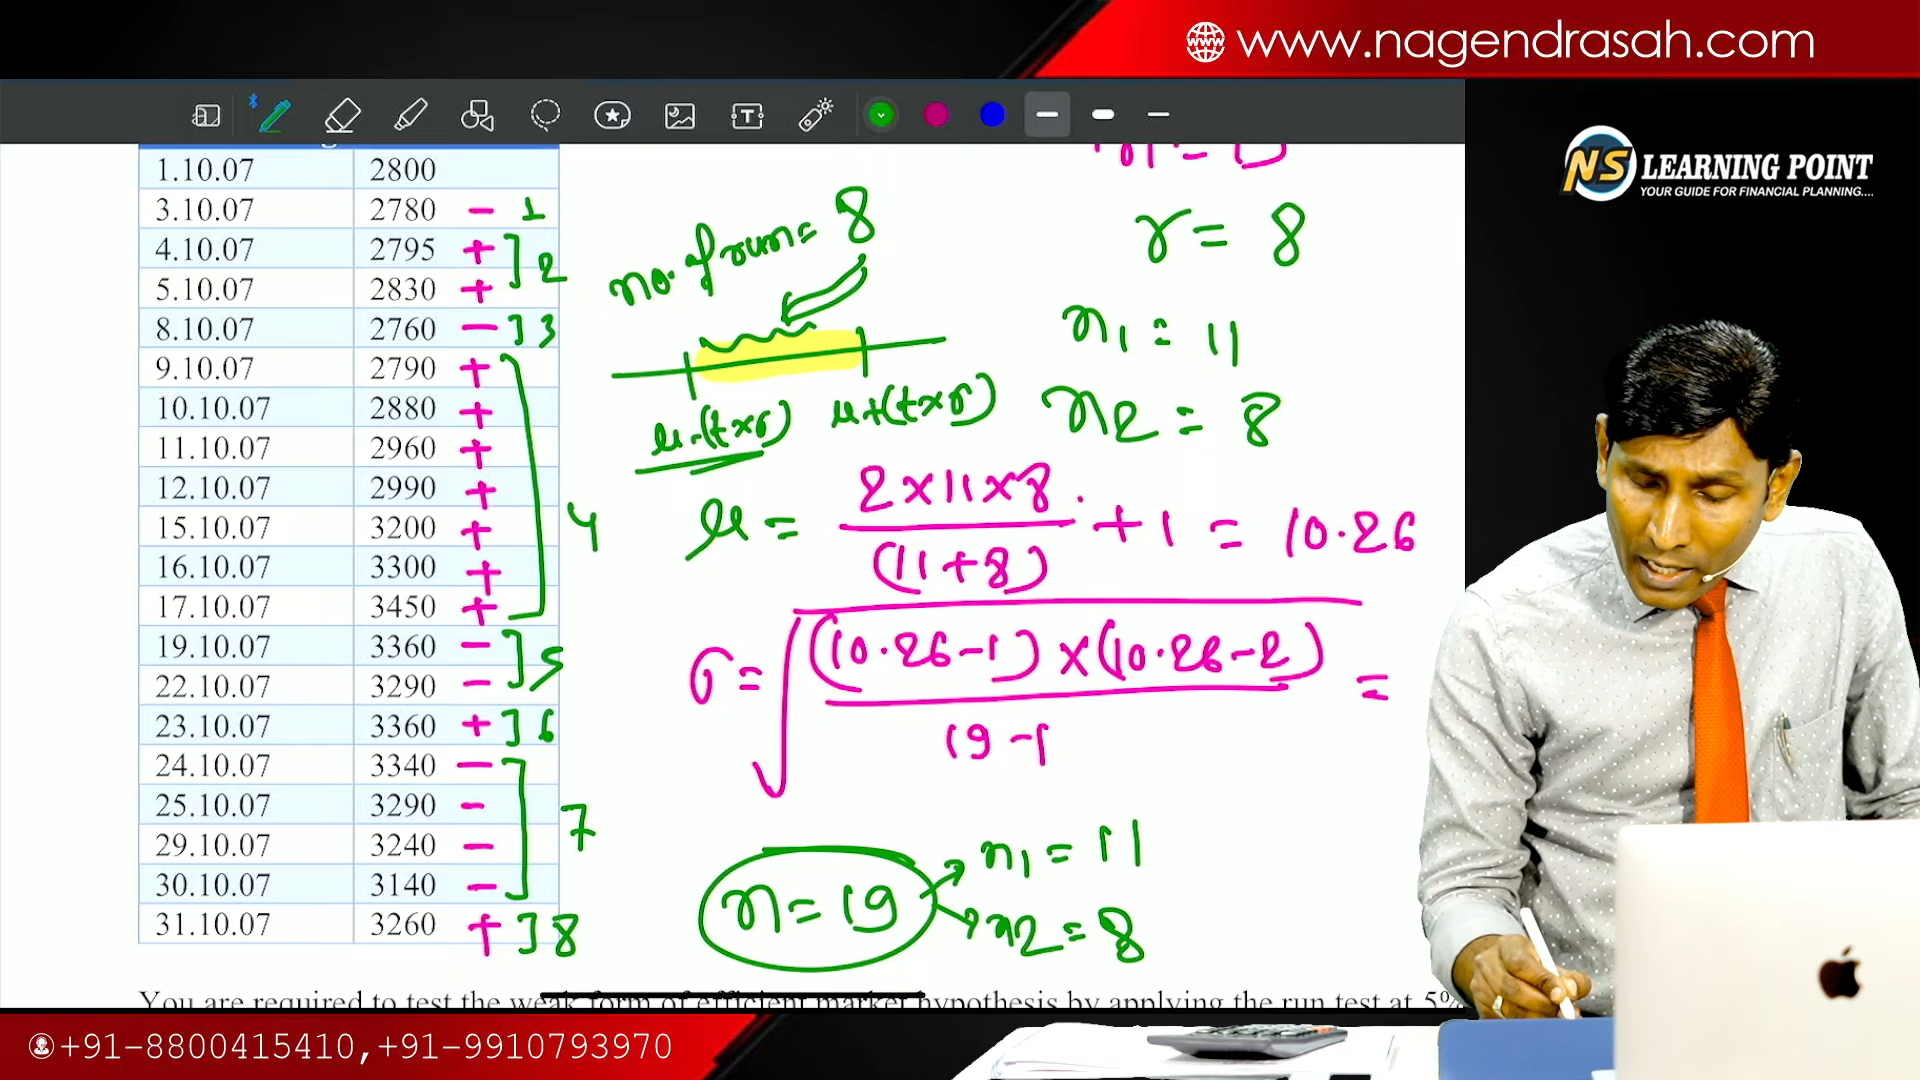 www.nagendrasah.com
NS LEARNING POINT
YOUR GUIDE FOR FINANCIAL PLANNING....
1.10.07 2800
3.10.07 2780 - 1
4.10.07 2795 +
5.10.07 2830 + ] 2
8.10.07 2760 - ] 3
9.10.07 2790 +
10.10.07 2880 +
11.10.07 2960 +
12.10.07 2990 +
15.10.07 3200 + ] 4
16.10.07 3300 +
17.10.07 3450 +
19.10.07 3360 -
22.10.07 3290 - ] 5
23.10.07 3360 + ] 6
24.10.07 3340 -
25.10.07 3290 -
29.10.07 3240 - ] 7
30.10.07 3140 -
31.10.07 3260 + ] 8
no. of run = 8
μ-(t×σ) μ+(t×σ)
r = 8
n1 = 11
n2 = 8
μ = 2×11×8 / (11+8) + 1 = 10.26
σ = √ (10.26-1) × (10.26-2) / 19-1 =
n = 19
n1 = 11
n2 = 8
You are required to test the weak form of efficient market hypothesis by applying the run test at 5%
+91-8800415410,+91-9910793970